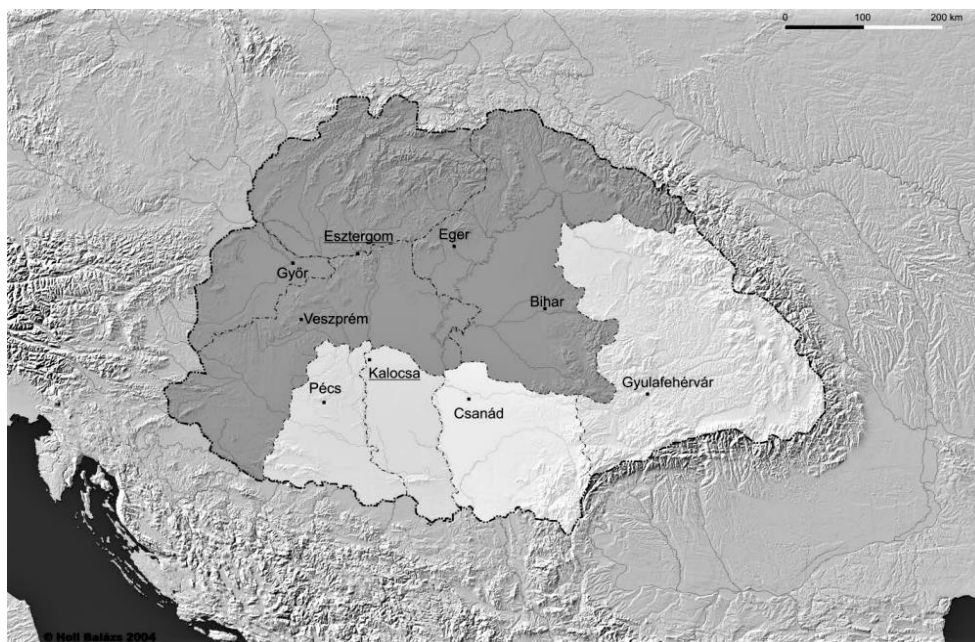 0 100 200 km
Esztergom
Eger
Győr
Bihar
Veszprém
Kalocsa
Pécs
Gyulafehérvár
Csanád
© Holl Balázs 2004